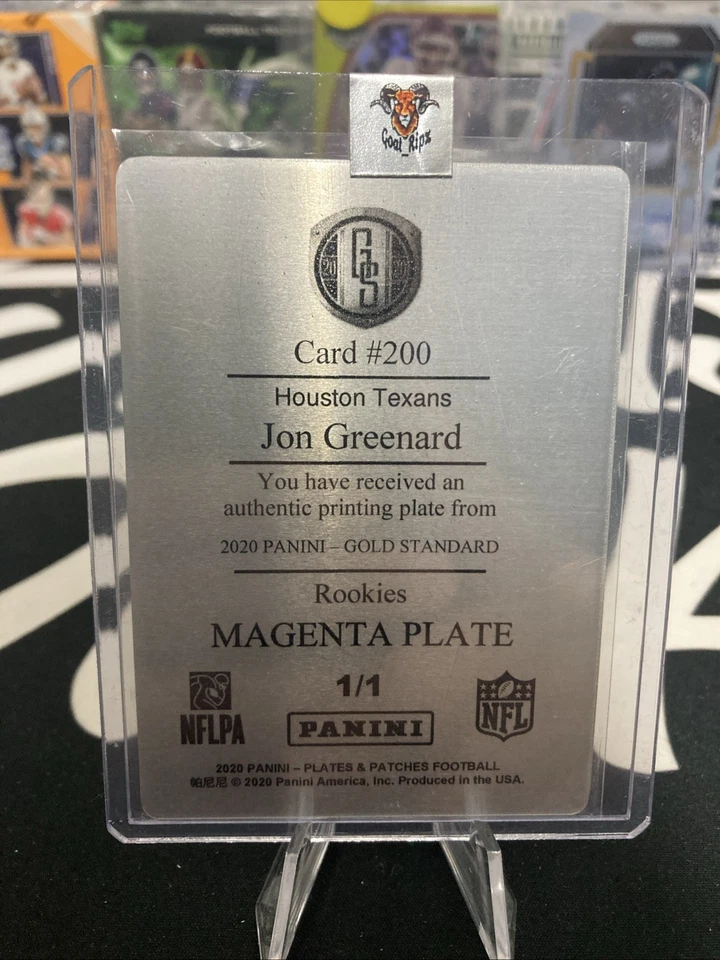 Goat_Ripz
GS
Card #200
Houston Texans
Jon Greenard
You have received an
authentic printing plate from
2020 PANINI – GOLD STANDARD
Rookies
MAGENTA PLATE
1/1
NFLPA
PANINI
NFL
2020 PANINI – PLATES & PATCHES FOOTBALL
帕尼尼 © 2020 Panini America, Inc. Produced in the USA.